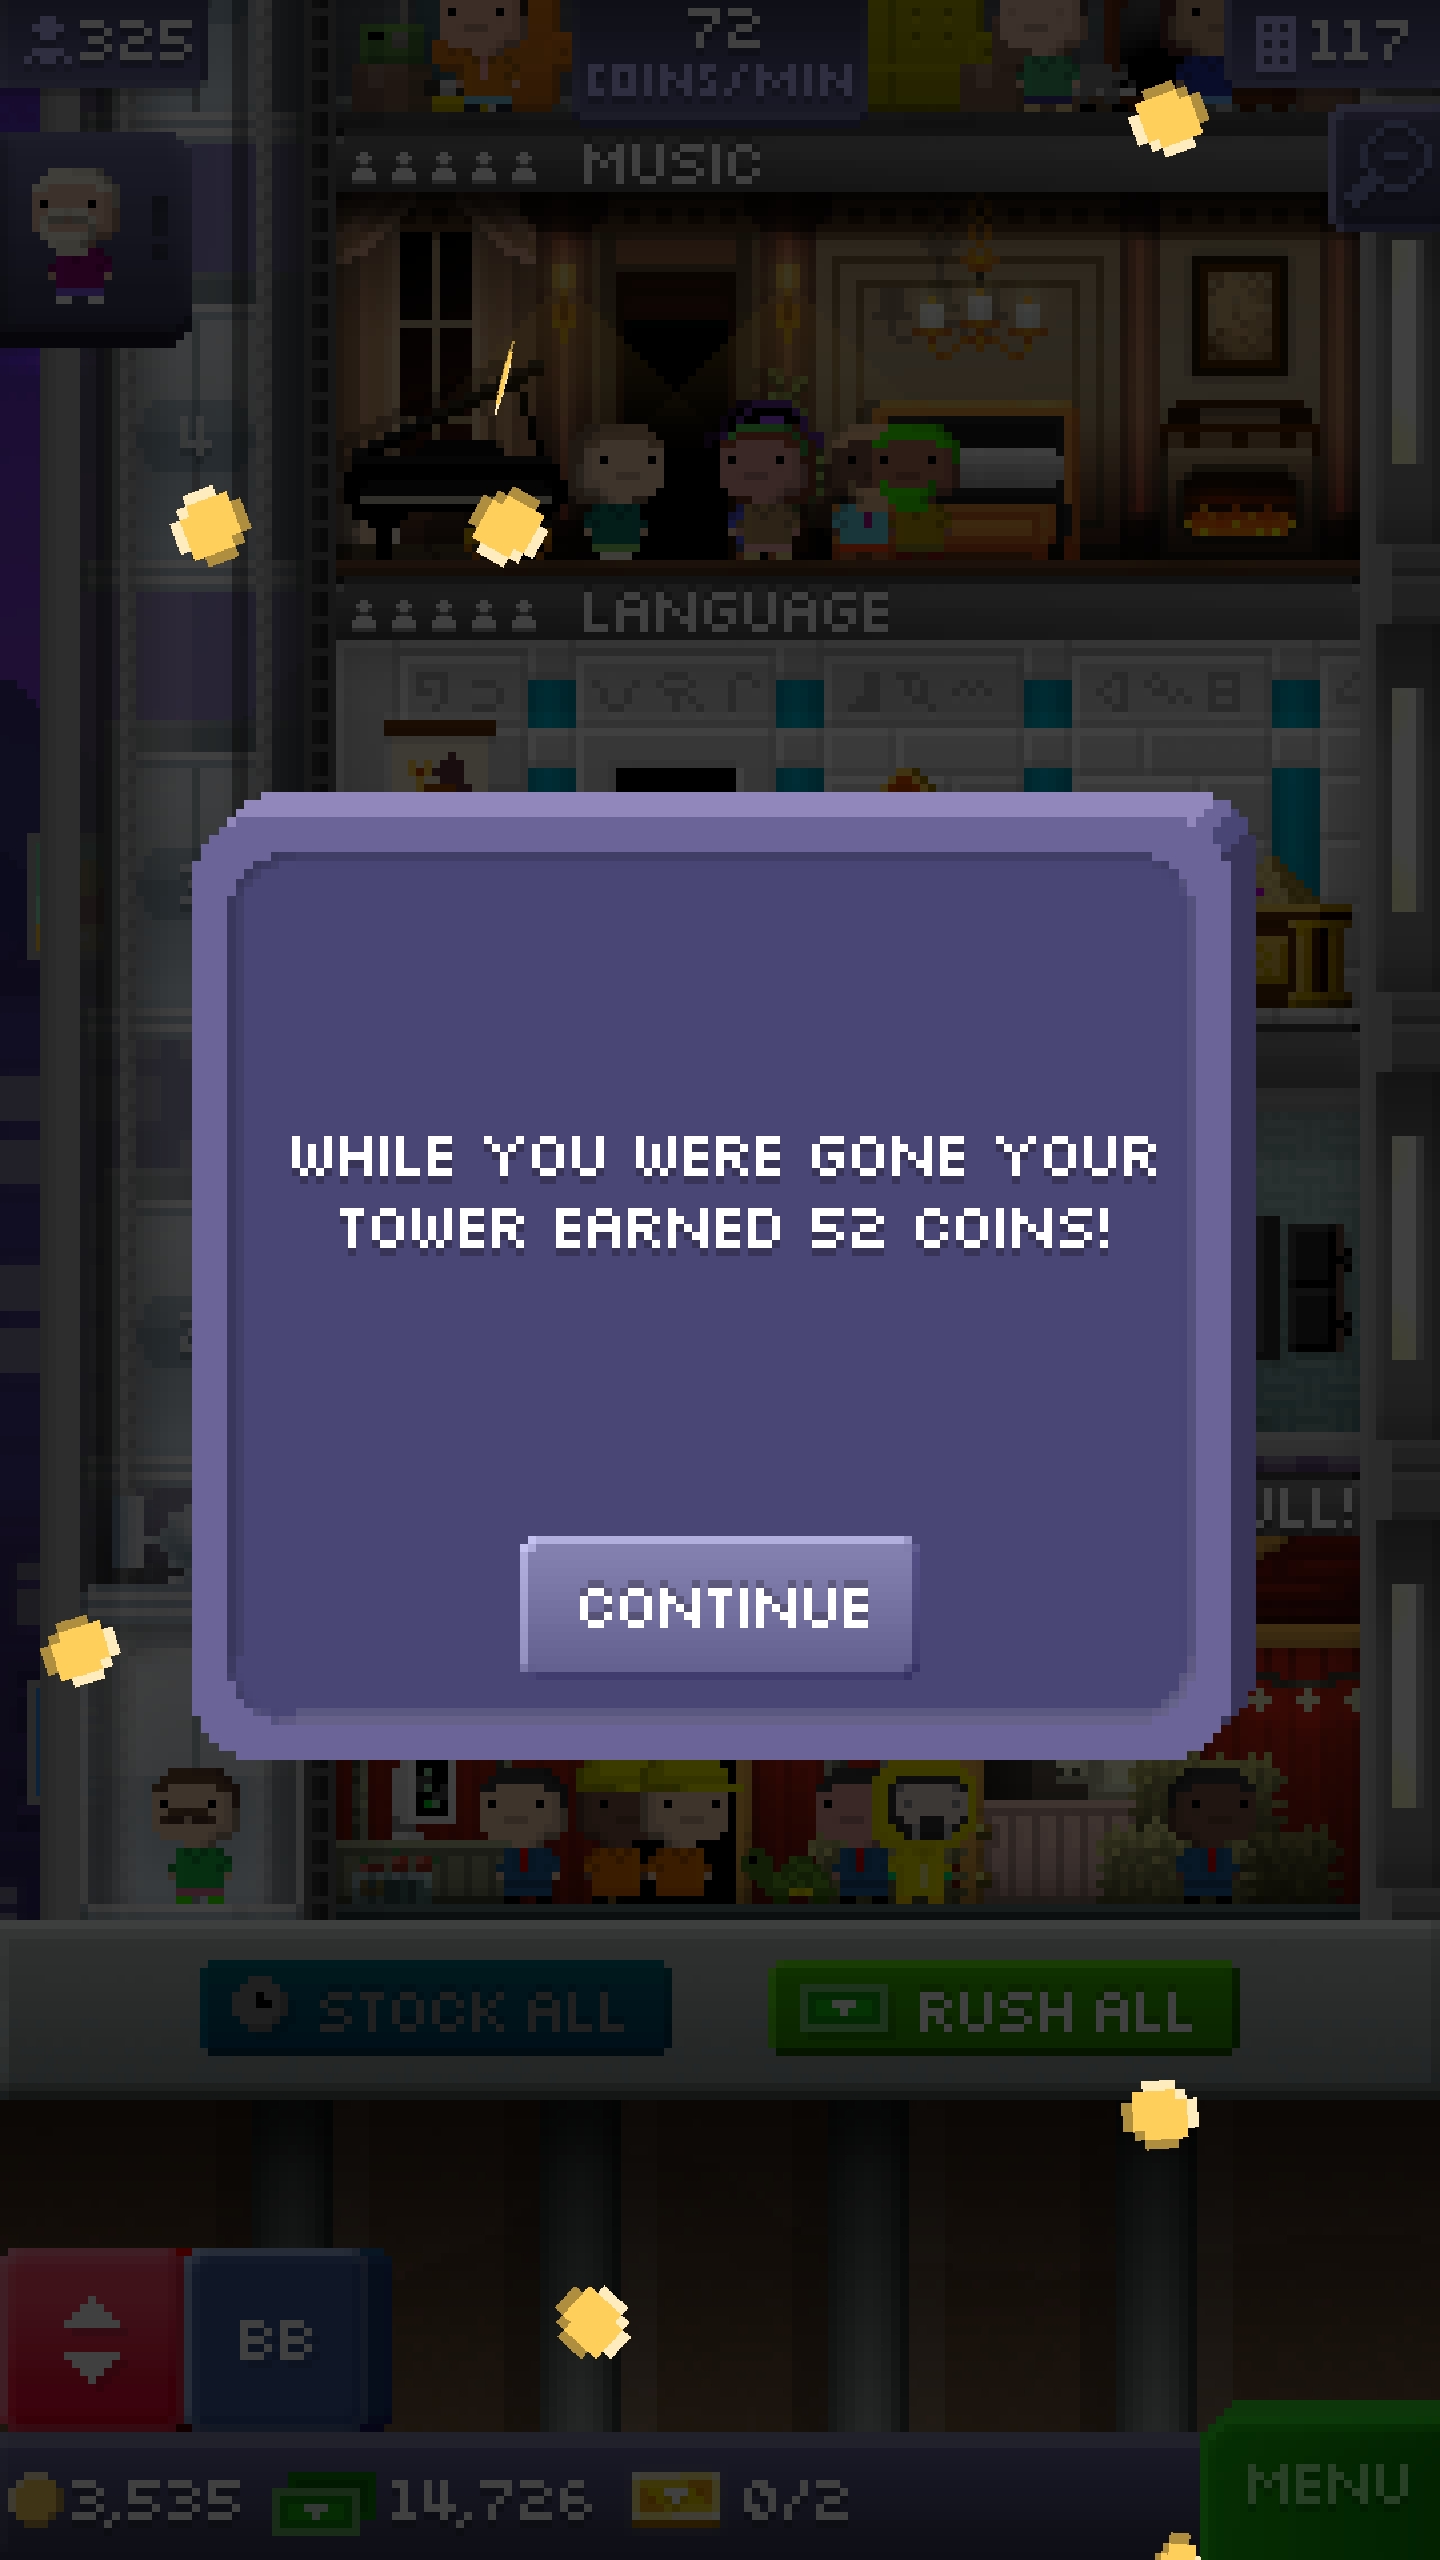 325
72
COINS/MIN
117
MUSIC
4
LANGUAGE
WHILE YOU WERE GONE YOUR
TOWER EARNED 52 COINS!
CONTINUE
STOCK ALL
RUSH ALL
BB
3,535
14,726
0/2
MENU